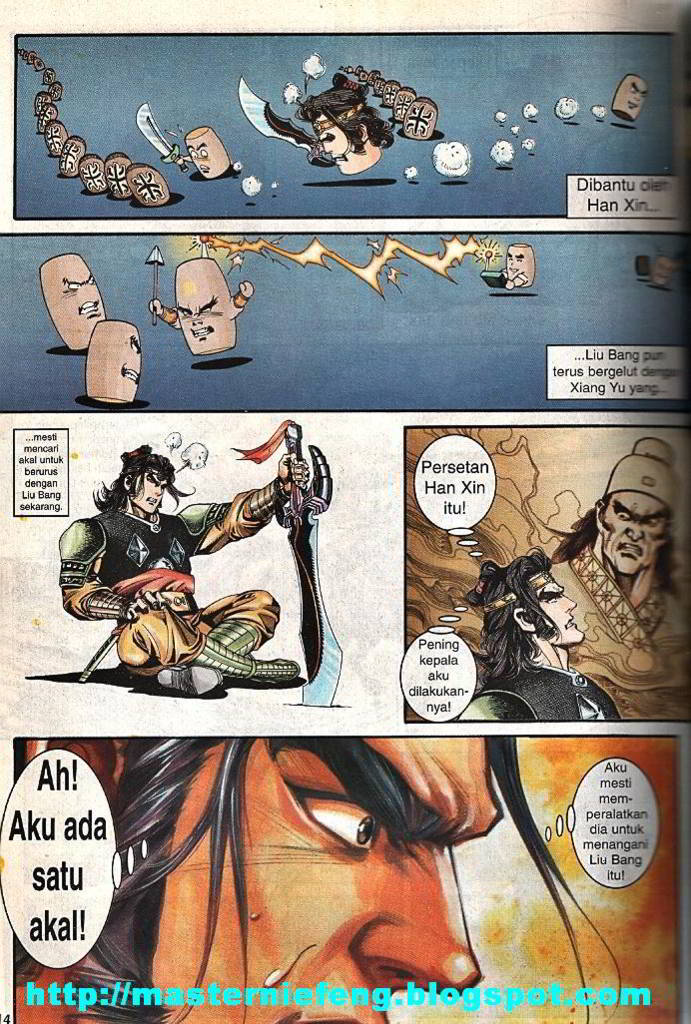 Dibantu oleh
Han Xin...
...Liu Bang pun
terus bergelut dengan
Xiang Yu yang...
...mesti
mencari
akal untuk
berurus
dengan
Liu Bang
sekarang.
Persetan
Han Xin
itu!
Pening
kepala
aku
dilakukan-
nya!
Ah!
Aku ada
satu
akal!
Aku
mesti
mem-
peralatkan
dia untuk
menangani
Liu Bang
itu!
http://masterniefeng.blogspot.com
14